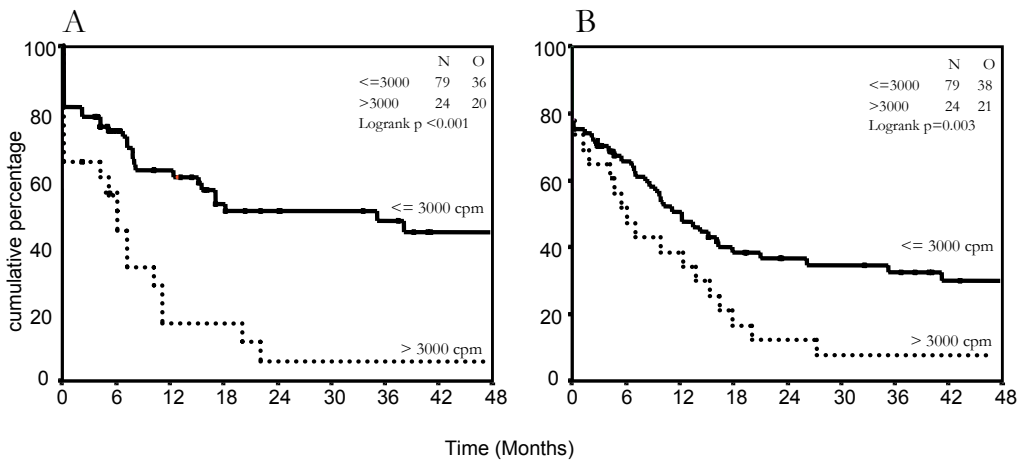 A
100
80
60
40
20
0
cumulative percentage
N O
<=3000 79 36
>3000 24 20
Logrank p <0.001
<= 3000 cpm
> 3000 cpm
0 6 12 18 24 30 36 42 48
B
100
80
60
40
20
0
N O
<=3000 79 38
>3000 24 21
Logrank p=0.003
<= 3000 cpm
> 3000 cpm
0 6 12 18 24 30 36 42 48
Time (Months)